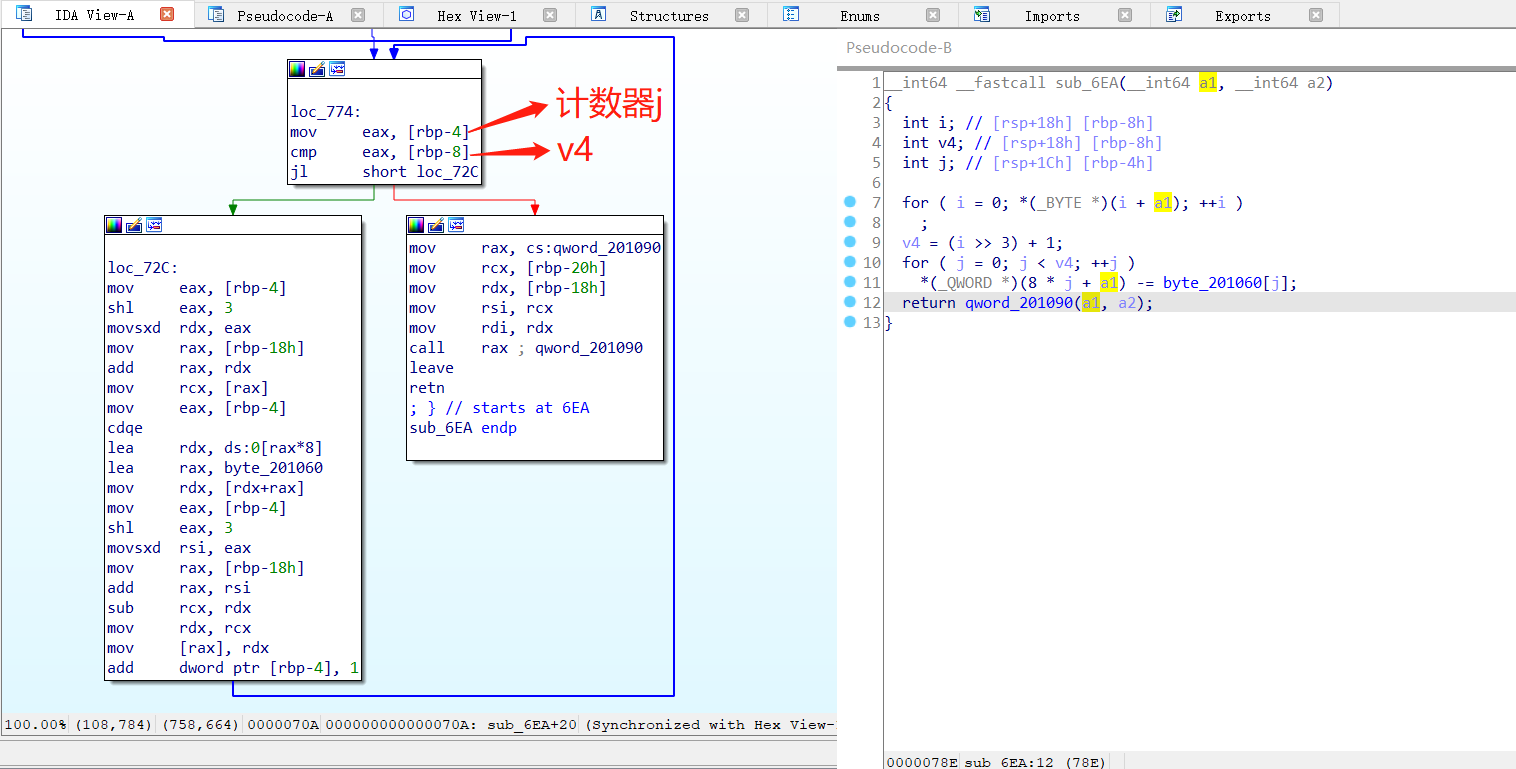 IDA View-A
Pseudocode-A
Hex View-1
Structures
Enums
Imports
Exports
loc_774:
mov eax, [rbp-4]
cmp eax, [rbp-8]
jl short loc_72C
计数器j
v4
loc_72C:
mov eax, [rbp-4]
shl eax, 3
movsxd rdx, eax
mov rax, [rbp-18h]
add rax, rdx
mov rcx, [rax]
mov eax, [rbp-4]
cdqe
lea rdx, ds:0[rax*8]
lea rax, byte_201060
mov rdx, [rdx+rax]
mov eax, [rbp-4]
shl eax, 3
movsxd rsi, eax
mov rax, [rbp-18h]
add rax, rsi
sub rcx, rdx
mov rdx, rcx
mov [rax], rdx
add dword ptr [rbp-4], 1
mov rax, cs:qword_201090
mov rcx, [rbp-20h]
mov rdx, [rbp-18h]
mov rsi, rcx
mov rdi, rdx
call rax ; qword_201090
leave
retn
; } // starts at 6EA
sub_6EA endp
100.00% (108,784) (758,664) 0000070A 000000000000070A: sub_6EA+20 (Synchronized with Hex View-
Pseudocode-B
1 __int64 __fastcall sub_6EA(__int64 a1, __int64 a2)
2 {
3 int i; // [rsp+18h] [rbp-8h]
4 int v4; // [rsp+18h] [rbp-8h]
5 int j; // [rsp+1Ch] [rbp-4h]
6
7 for ( i = 0; *(_BYTE *)(i + a1); ++i )
8 ;
9 v4 = (i >> 3) + 1;
10 for ( j = 0; j < v4; ++j )
11 *(_QWORD *)(8 * j + a1) -= byte_201060[j];
12 return qword_201090(a1, a2);
13 }
0000078E sub_6EA:12 (78E)